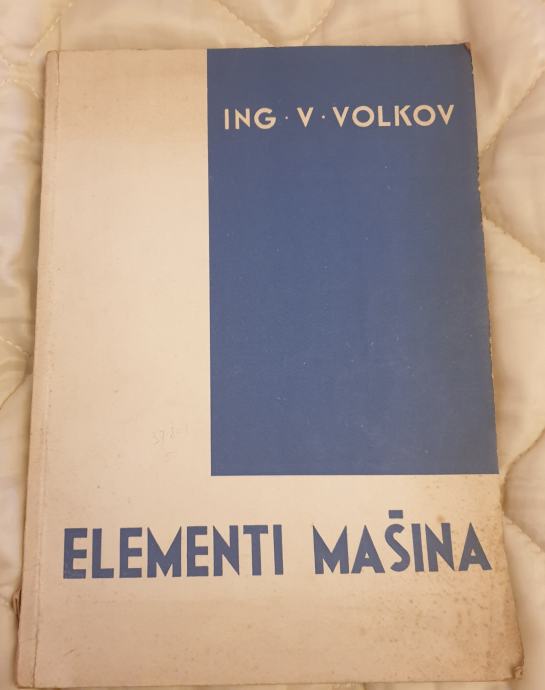 ING · V · VOLKOV
ELEMENTI MAŠINA